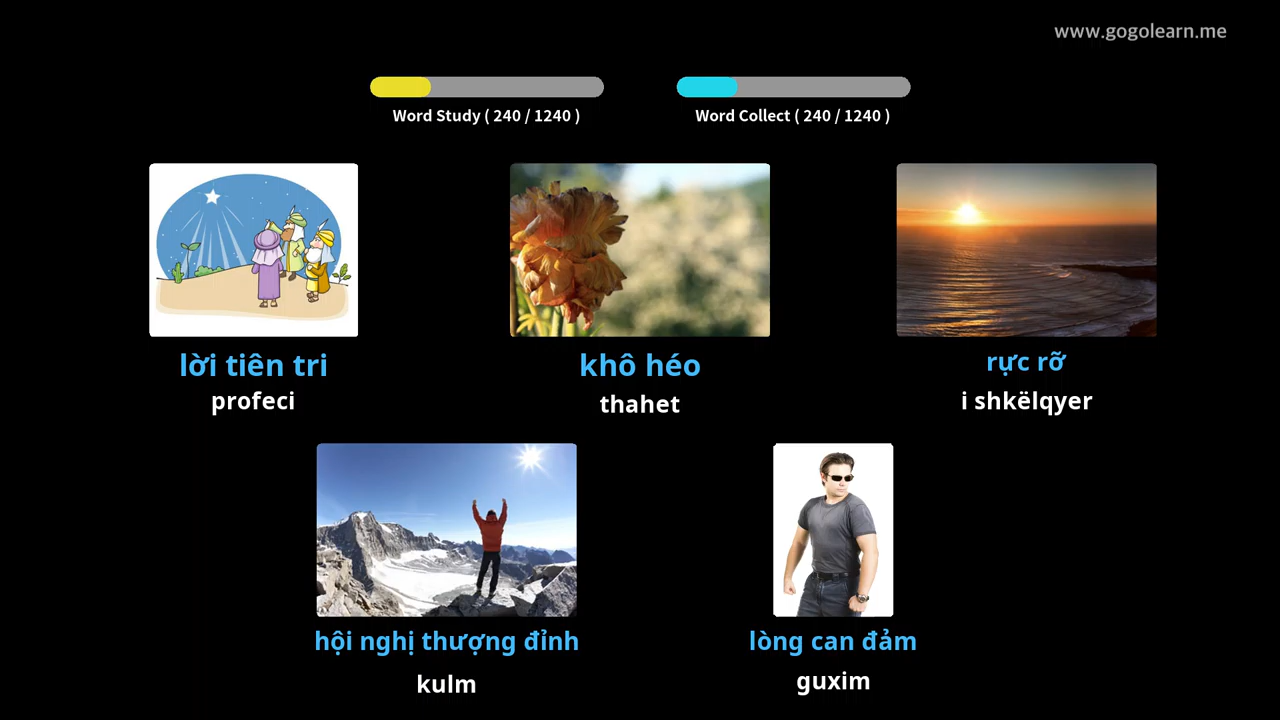 www.gogolearn.me
Word Study ( 240 / 1240 )
Word Collect ( 240 / 1240 )
lời tiên tri
profeci
khô héo
thahet
rực rỡ
i shkëlqyer
hội nghị thượng đỉnh
kulm
lòng can đảm
guxim